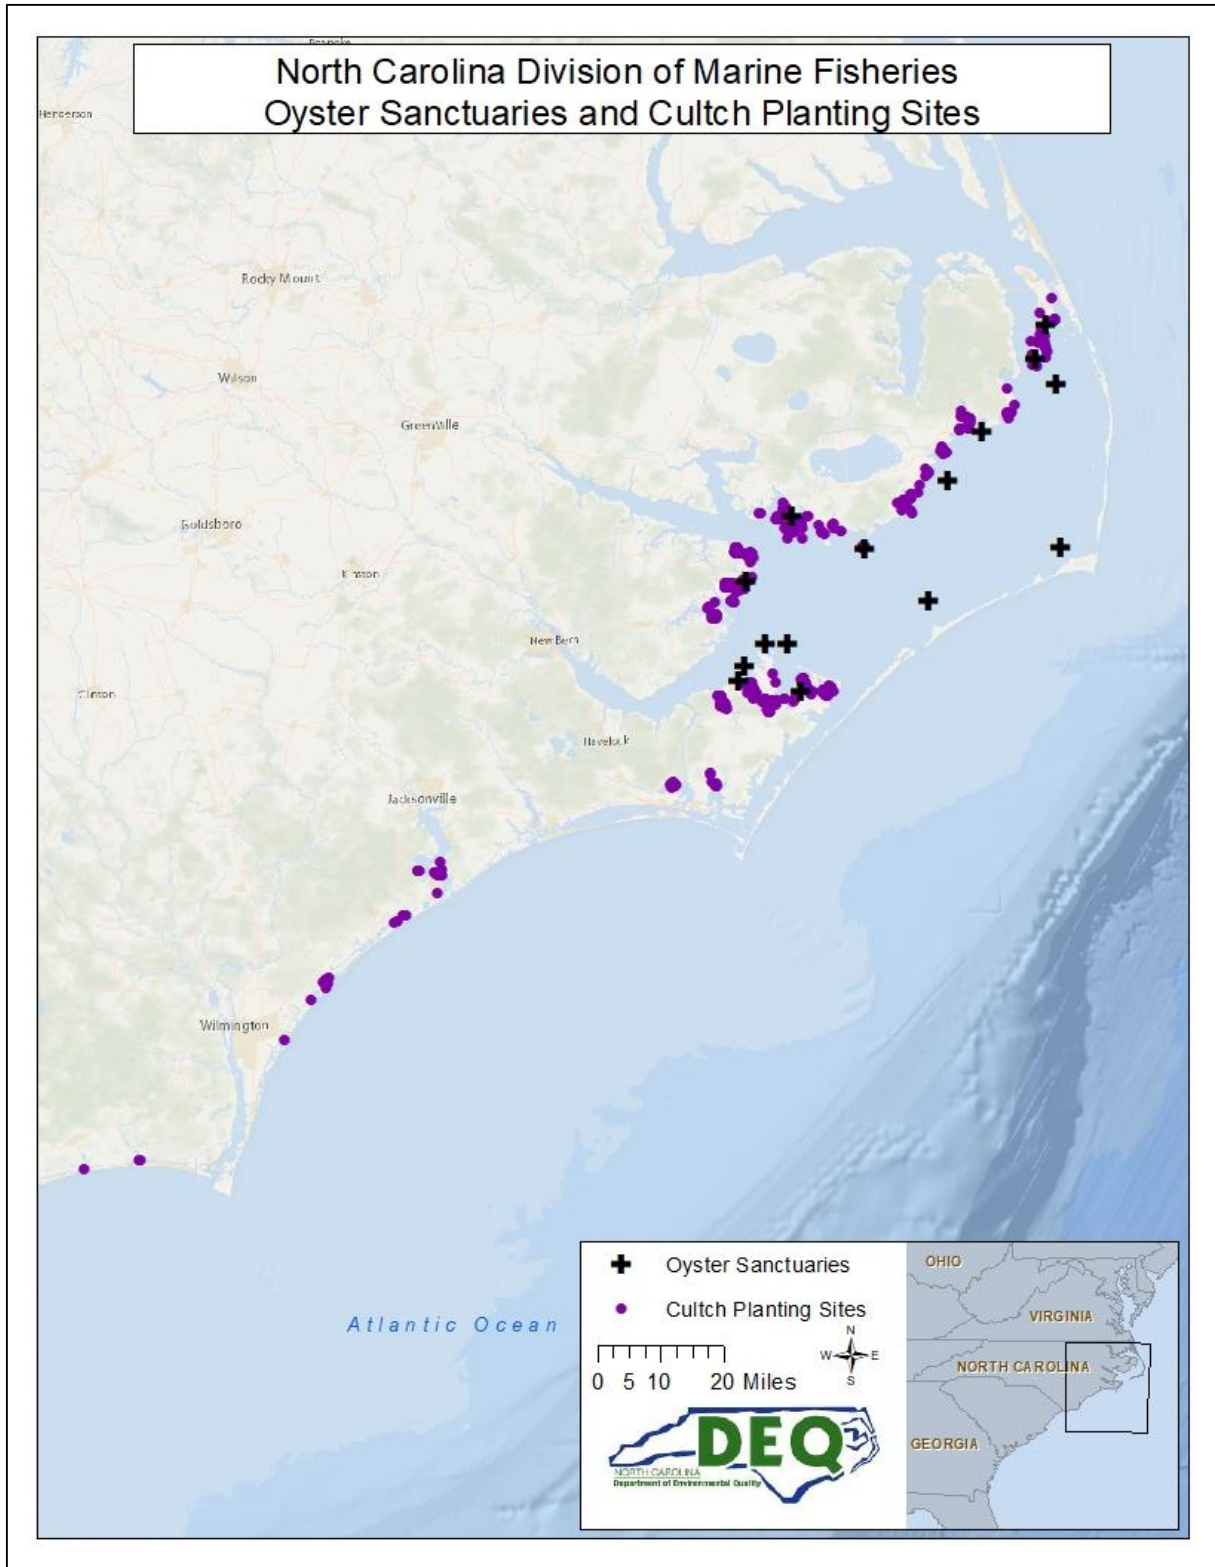 Roanoke
North Carolina Division of Marine Fisheries
Oyster Sanctuaries and Cultch Planting Sites
Henderson
Rocky Mount
Wilson
Greenville
Goldsboro
Kinston
New Bern
Clinton
Havelock
Jacksonville
Wilmington
Atlantic Ocean
Oyster Sanctuaries
Cultch Planting Sites
N
W E
S
0 5 10 20 Miles
DEQ
NORTH CAROLINA
Department of Environmental Quality
OHIO
VIRGINIA
NORTH CAROLINA
GEORGIA